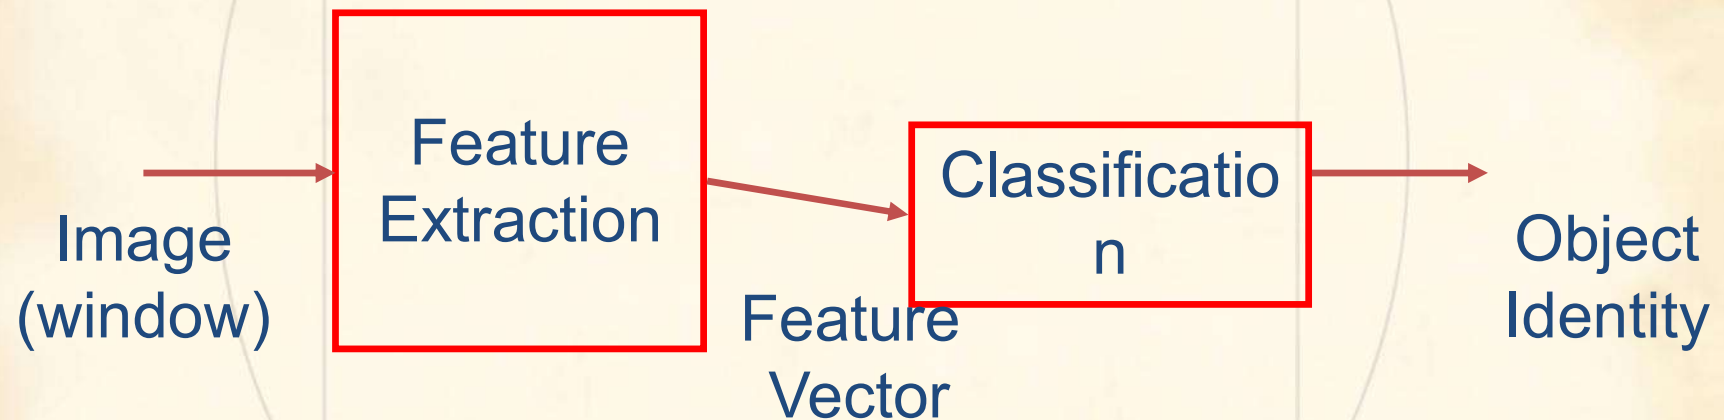 Image
(window)
Feature
Extraction
Feature
Vector
Classificatio
n
Object
Identity